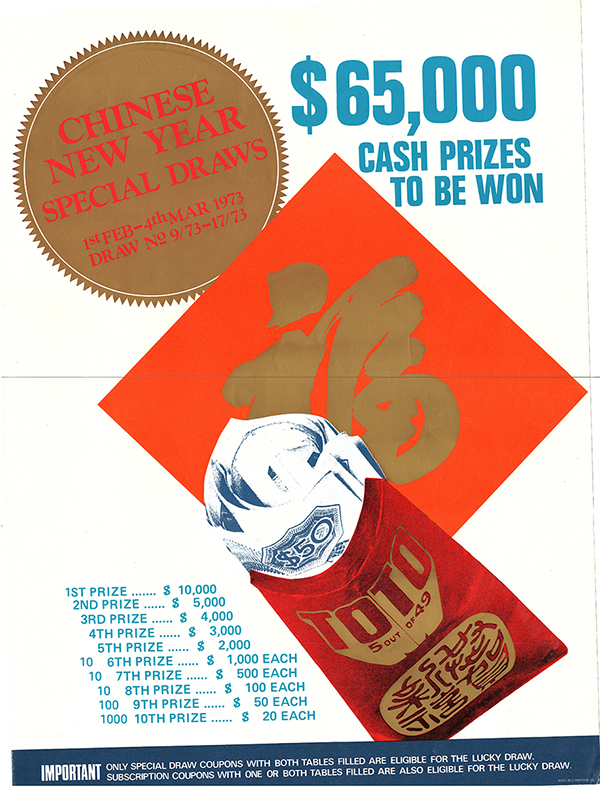 CHINESE
NEW YEAR
SPECIAL DRAWS
1st FEB-4th MAR 1973
DRAW No 9/73-17/73
$65,000
CASH PRIZES
TO BE WON
福
$50
TOTO
5 OUT OF 49
1ST PRIZE ....... $ 10,000
2ND PRIZE ...... $ 5,000
3RD PRIZE ...... $ 4,000
4TH PRIZE ...... $ 3,000
5TH PRIZE ...... $ 2,000
10 6TH PRIZE ...... $ 1,000 EACH
10 7TH PRIZE ...... $ 500 EACH
10 8TH PRIZE ...... $ 100 EACH
100 9TH PRIZE ...... $ 50 EACH
1000 10TH PRIZE ...... $ 20 EACH
IMPORTANT ONLY SPECIAL DRAW COUPONS WITH BOTH TABLES FILLED ARE ELIGIBLE FOR THE LUCKY DRAW.
SUBSCRIPTION COUPONS WITH ONE OR BOTH TABLES FILLED ARE ALSO ELIGIBLE FOR THE LUCKY DRAW.